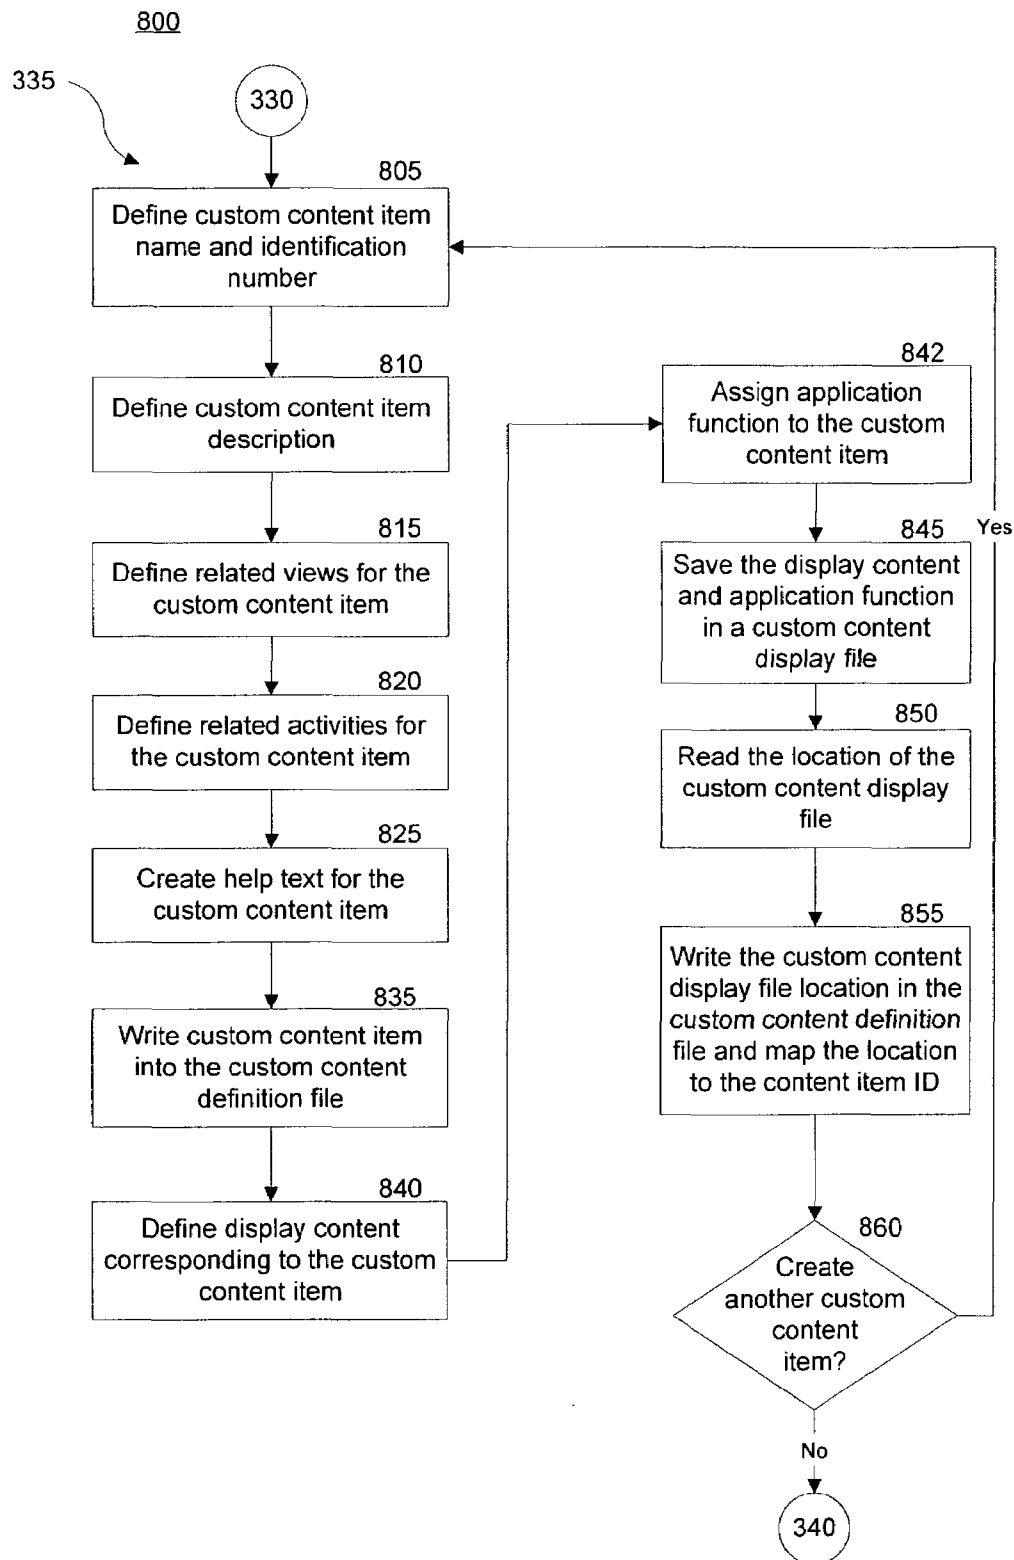 800
335
330
805
Define custom content item
name and identification
number
810
Define custom content item
description
815
Define related views for the
custom content item
820
Define related activities for
the custom content item
825
Create help text for the
custom content item
835
Write custom content item
into the custom content
definition file
840
Define display content
corresponding to the custom
content item
842
Assign application
function to the custom
content item
845
Save the display content
and application function
in a custom content
display file
850
Read the location of the
custom content display
file
855
Write the custom content
display file location in the
custom content definition
file and map the location
to the content item ID
860
Create
another custom
content
item?
Yes
No
340